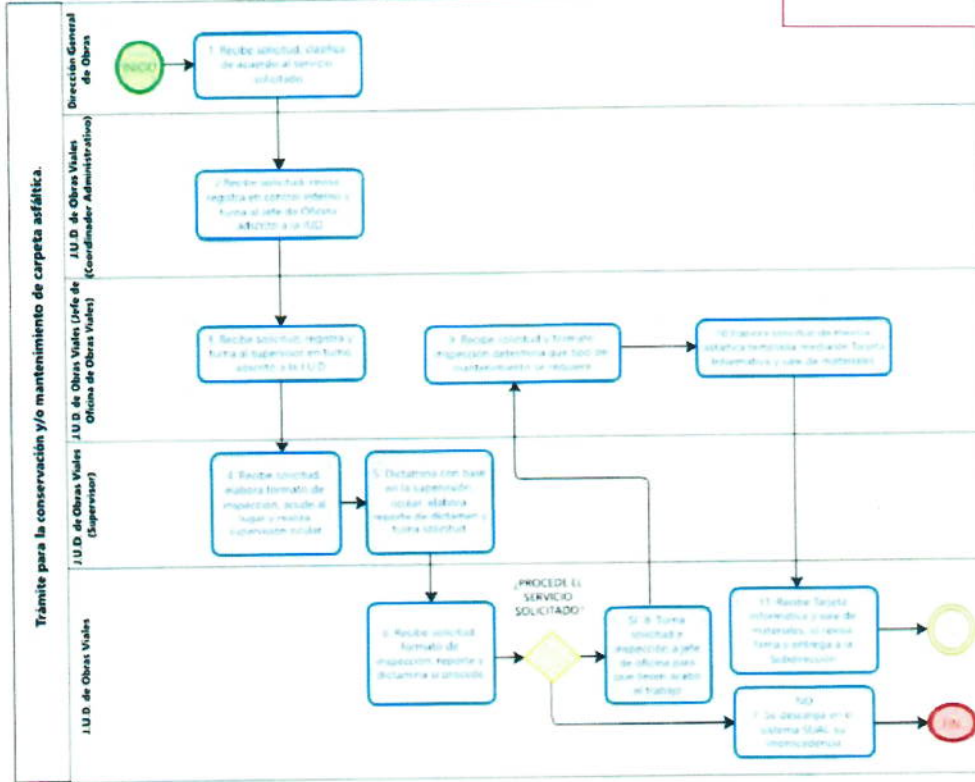 Trámite para la conservación y/o mantenimiento de carpeta asfáltica.
Dirección General
de Obras
INICIO
1. Recibe solicitud, clasifica
de acuerdo al servicio
solicitado
J.U.D. de Obras Viales
(Coordinador Administrativo)
2. Recibe solicitud, revisa,
registra en control interno y
turna al Jefe de Oficina
adscrito a la JUD
J.U.D. de Obras Viales (Jefe de
Oficina de Obras Viales)
3. Recibe solicitud, registra y
turna al supervisor en turno
adscrito a la J.U.D
9. Recibe solicitud y formato
inspección determina que tipo de
mantenimiento se requiere
10. Elabora solicitud de mezcla
asfáltica templada mediante Tarjeta
Informativa y vale de materiales
J.U.D. de Obras Viales
(Supervisor)
4. Recibe solicitud,
elabora formato de
inspección, acude al
lugar y realiza
supervisión ocular
5. Dictamina con base
en la supervisión
ocular, elabora
reporte de dictamen y
turna solicitud
J.U.D. de Obras Viales
6. Recibe solicitud,
formato de
inspección, reporte y
dictamina si procede
¿PROCEDE EL
SERVICIO
SOLICITADO?
SI 8. Turna
solicitud e
inspección, a jefe
de oficina para
que lleven acabo
el trabajo
11. Recibe Tarjeta
Informativa y vale de
materiales, lo revisa,
firma y entrega a la
Subdirección
NO
7. Se descarga en el
sistema SUAC su
improcedencia
FIN